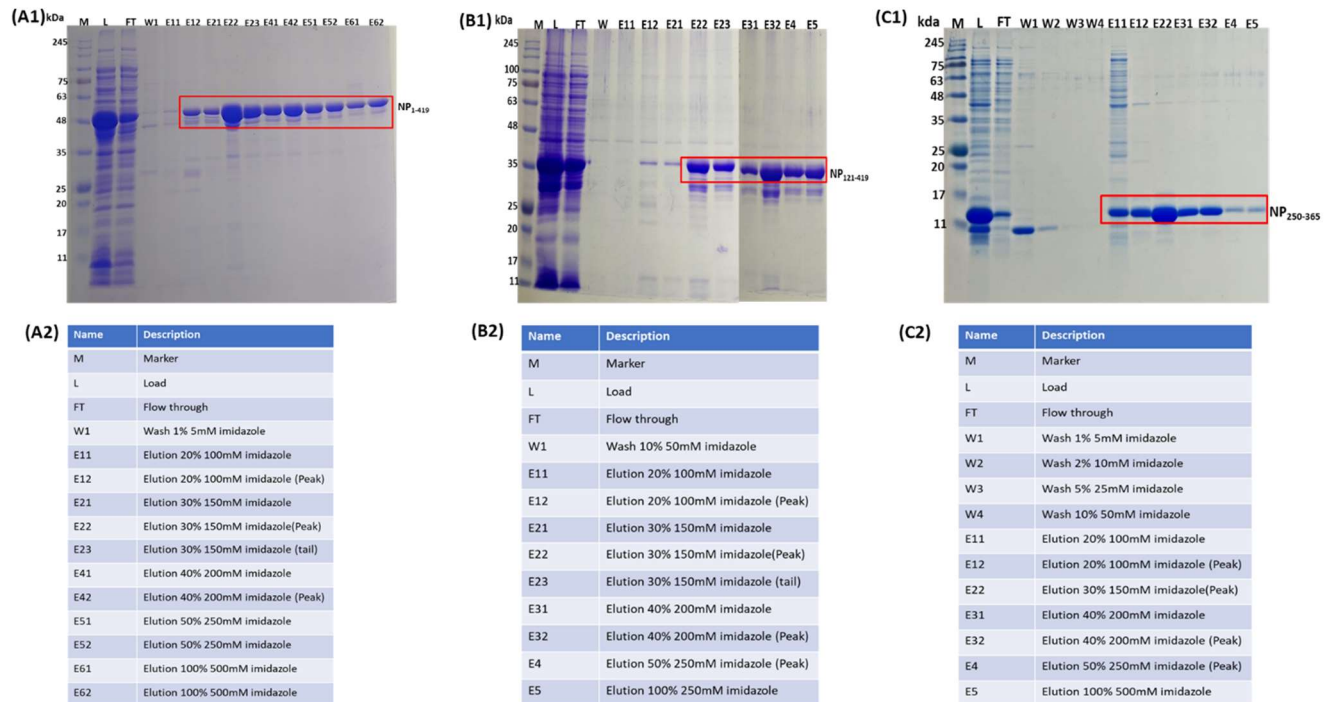 (A1) kDa M L FT W1 E11 E12 E21 E22 E23 E41 E42 E51 E52 E61 E62
245
75
63
48
35
25
20
17
11
NP1-419
(B1) kDa M L FT W E11 E12 E21 E22 E23 E31 E32 E4 E5
245
100
75
63
48
35
25
20
17
11
NP121-419
(C1) kda M L FT W1 W2 W3 W4 E11 E12 E22 E31 E32 E4 E5
245
100
75
63
48
35
25
20
17
11
NP250-365
(A2)
Name Description
M Marker
L Load
FT Flow through
W1 Wash 1% 5mM imidazole
E11 Elution 20% 100mM imidazole
E12 Elution 20% 100mM imidazole (Peak)
E21 Elution 30% 150mM imidazole
E22 Elution 30% 150mM imidazole(Peak)
E23 Elution 30% 150mM imidazole (tail)
E41 Elution 40% 200mM imidazole
E42 Elution 40% 200mM imidazole (Peak)
E51 Elution 50% 250mM imidazole
E52 Elution 50% 250mM imidazole
E61 Elution 100% 500mM imidazole
E62 Elution 100% 500mM imidazole
(B2)
Name Description
M Marker
L Load
FT Flow through
W1 Wash 10% 50mM imidazole
E11 Elution 20% 100mM imidazole
E12 Elution 20% 100mM imidazole (Peak)
E21 Elution 30% 150mM imidazole
E22 Elution 30% 150mM imidazole(Peak)
E23 Elution 30% 150mM imidazole (tail)
E31 Elution 40% 200mM imidazole
E32 Elution 40% 200mM imidazole (Peak)
E4 Elution 50% 250mM imidazole (Peak)
E5 Elution 100% 250mM imidazole
(C2)
Name Description
M Marker
L Load
FT Flow through
W1 Wash 1% 5mM imidazole
W2 Wash 2% 10mM imidazole
W3 Wash 5% 25mM imidazole
W4 Wash 10% 50mM imidazole
E11 Elution 20% 100mM imidazole
E12 Elution 20% 100mM imidazole (Peak)
E22 Elution 30% 150mM imidazole(Peak)
E31 Elution 40% 200mM imidazole
E32 Elution 40% 200mM imidazole (Peak)
E4 Elution 50% 250mM imidazole (Peak)
E5 Elution 100% 500mM imidazole